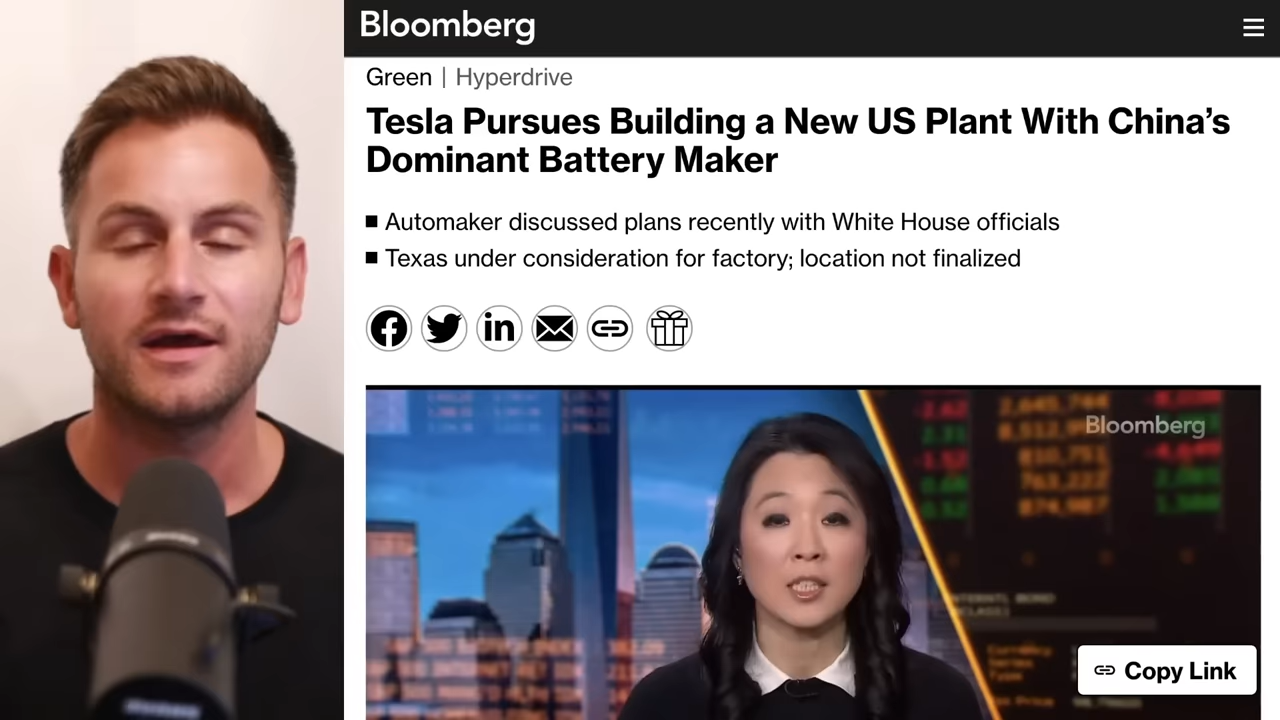 Bloomberg
Green | Hyperdrive
Tesla Pursues Building a New US Plant With China’s
Dominant Battery Maker
Automaker discussed plans recently with White House officials
Texas under consideration for factory; location not finalized
in
Bloomberg
Copy Link